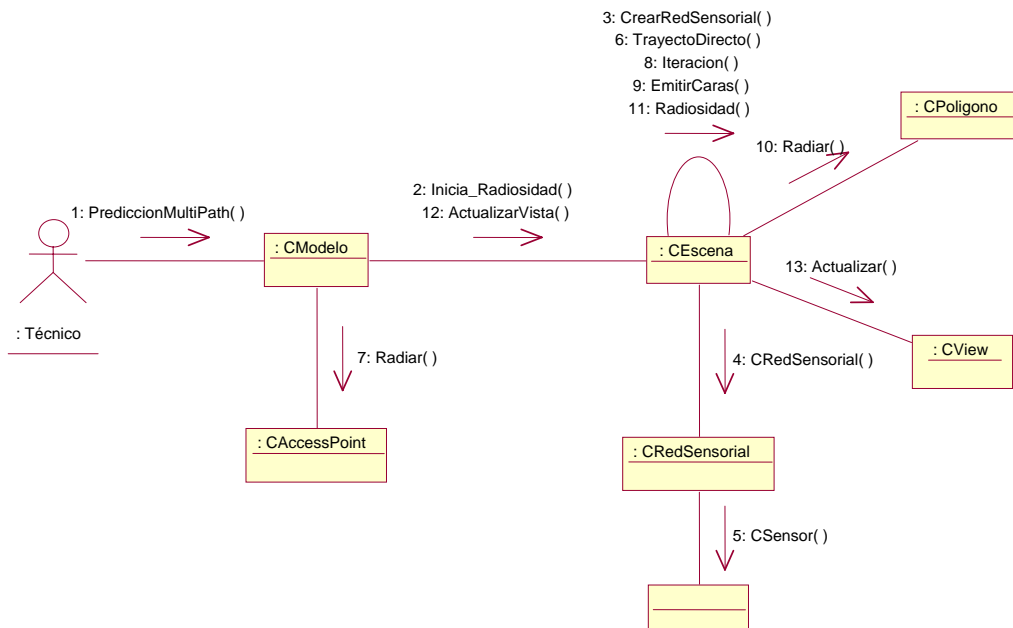 3: CrearRedSensorial( )
6: TrayectoDirecto( )
8: Iteracion( )
9: EmitirCaras( )
11: Radiosidad( )
: CPoligono
10: Radiar( )
2: Inicia_Radiosidad( )
12: ActualizarVista( )
1: PrediccionMultiPath( )
: CModelo
: CEscena
13: Actualizar( )
: Técnico
: CView
7: Radiar( )
4: CRedSensorial( )
: CAccessPoint
: CRedSensorial
5: CSensor( )